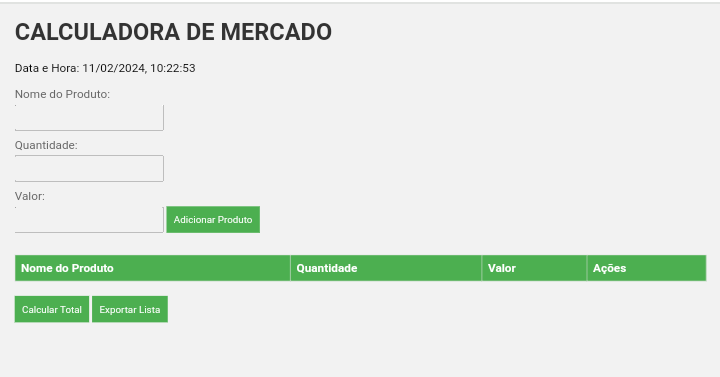 CALCULADORA DE MERCADO
Data e Hora: 11/02/2024, 10:22:53
Nome do Produto:
Quantidade:
Valor:
Adicionar Produto
Nome do Produto Quantidade Valor Ações
Calcular Total Exportar Lista